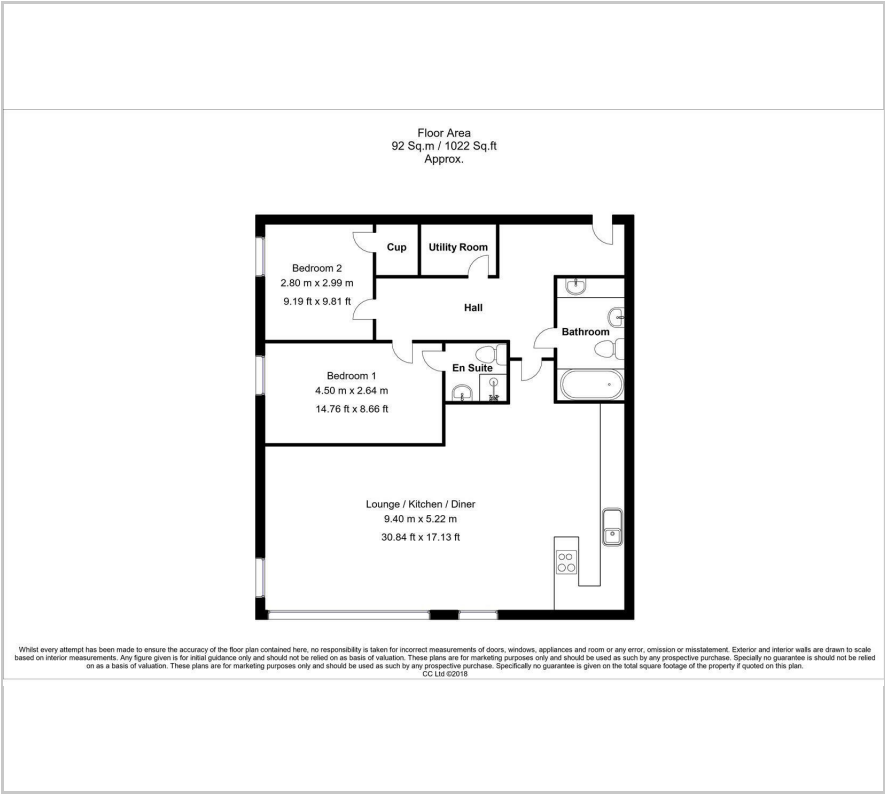 Floor Area
92 Sq.m / 1022 Sq.ft
Approx.
Cup
Utility Room
Bedroom 2
2.80 m x 2.99 m
9.19 ft x 9.81 ft
Hall
Bathroom
En Suite
Bedroom 1
4.50 m x 2.64 m
14.76 ft x 8.66 ft
Lounge / Kitchen / Diner
9.40 m x 5.22 m
30.84 ft x 17.13 ft
Whilst every attempt has been made to ensure the accuracy of the floor plan contained here, no responsibility is taken for incorrect measurements of doors, windows, appliances and room or any error, omission or misstatement. Exterior and interior walls are drawn to scale
based on interior measurements. Any figure given is for initial guidance only and should not be relied on as basis of valuation. These plans are for marketing purposes only and should be used as such by any prospective purchase. Specially no guarantee is should not be relied
on as a basis of valuation. These plans are for marketing purposes only and should be used as such by any prospective purchase. Specifically no guarantee is given on the total square footage of the property if quoted on this plan.
CC Ltd ©2018